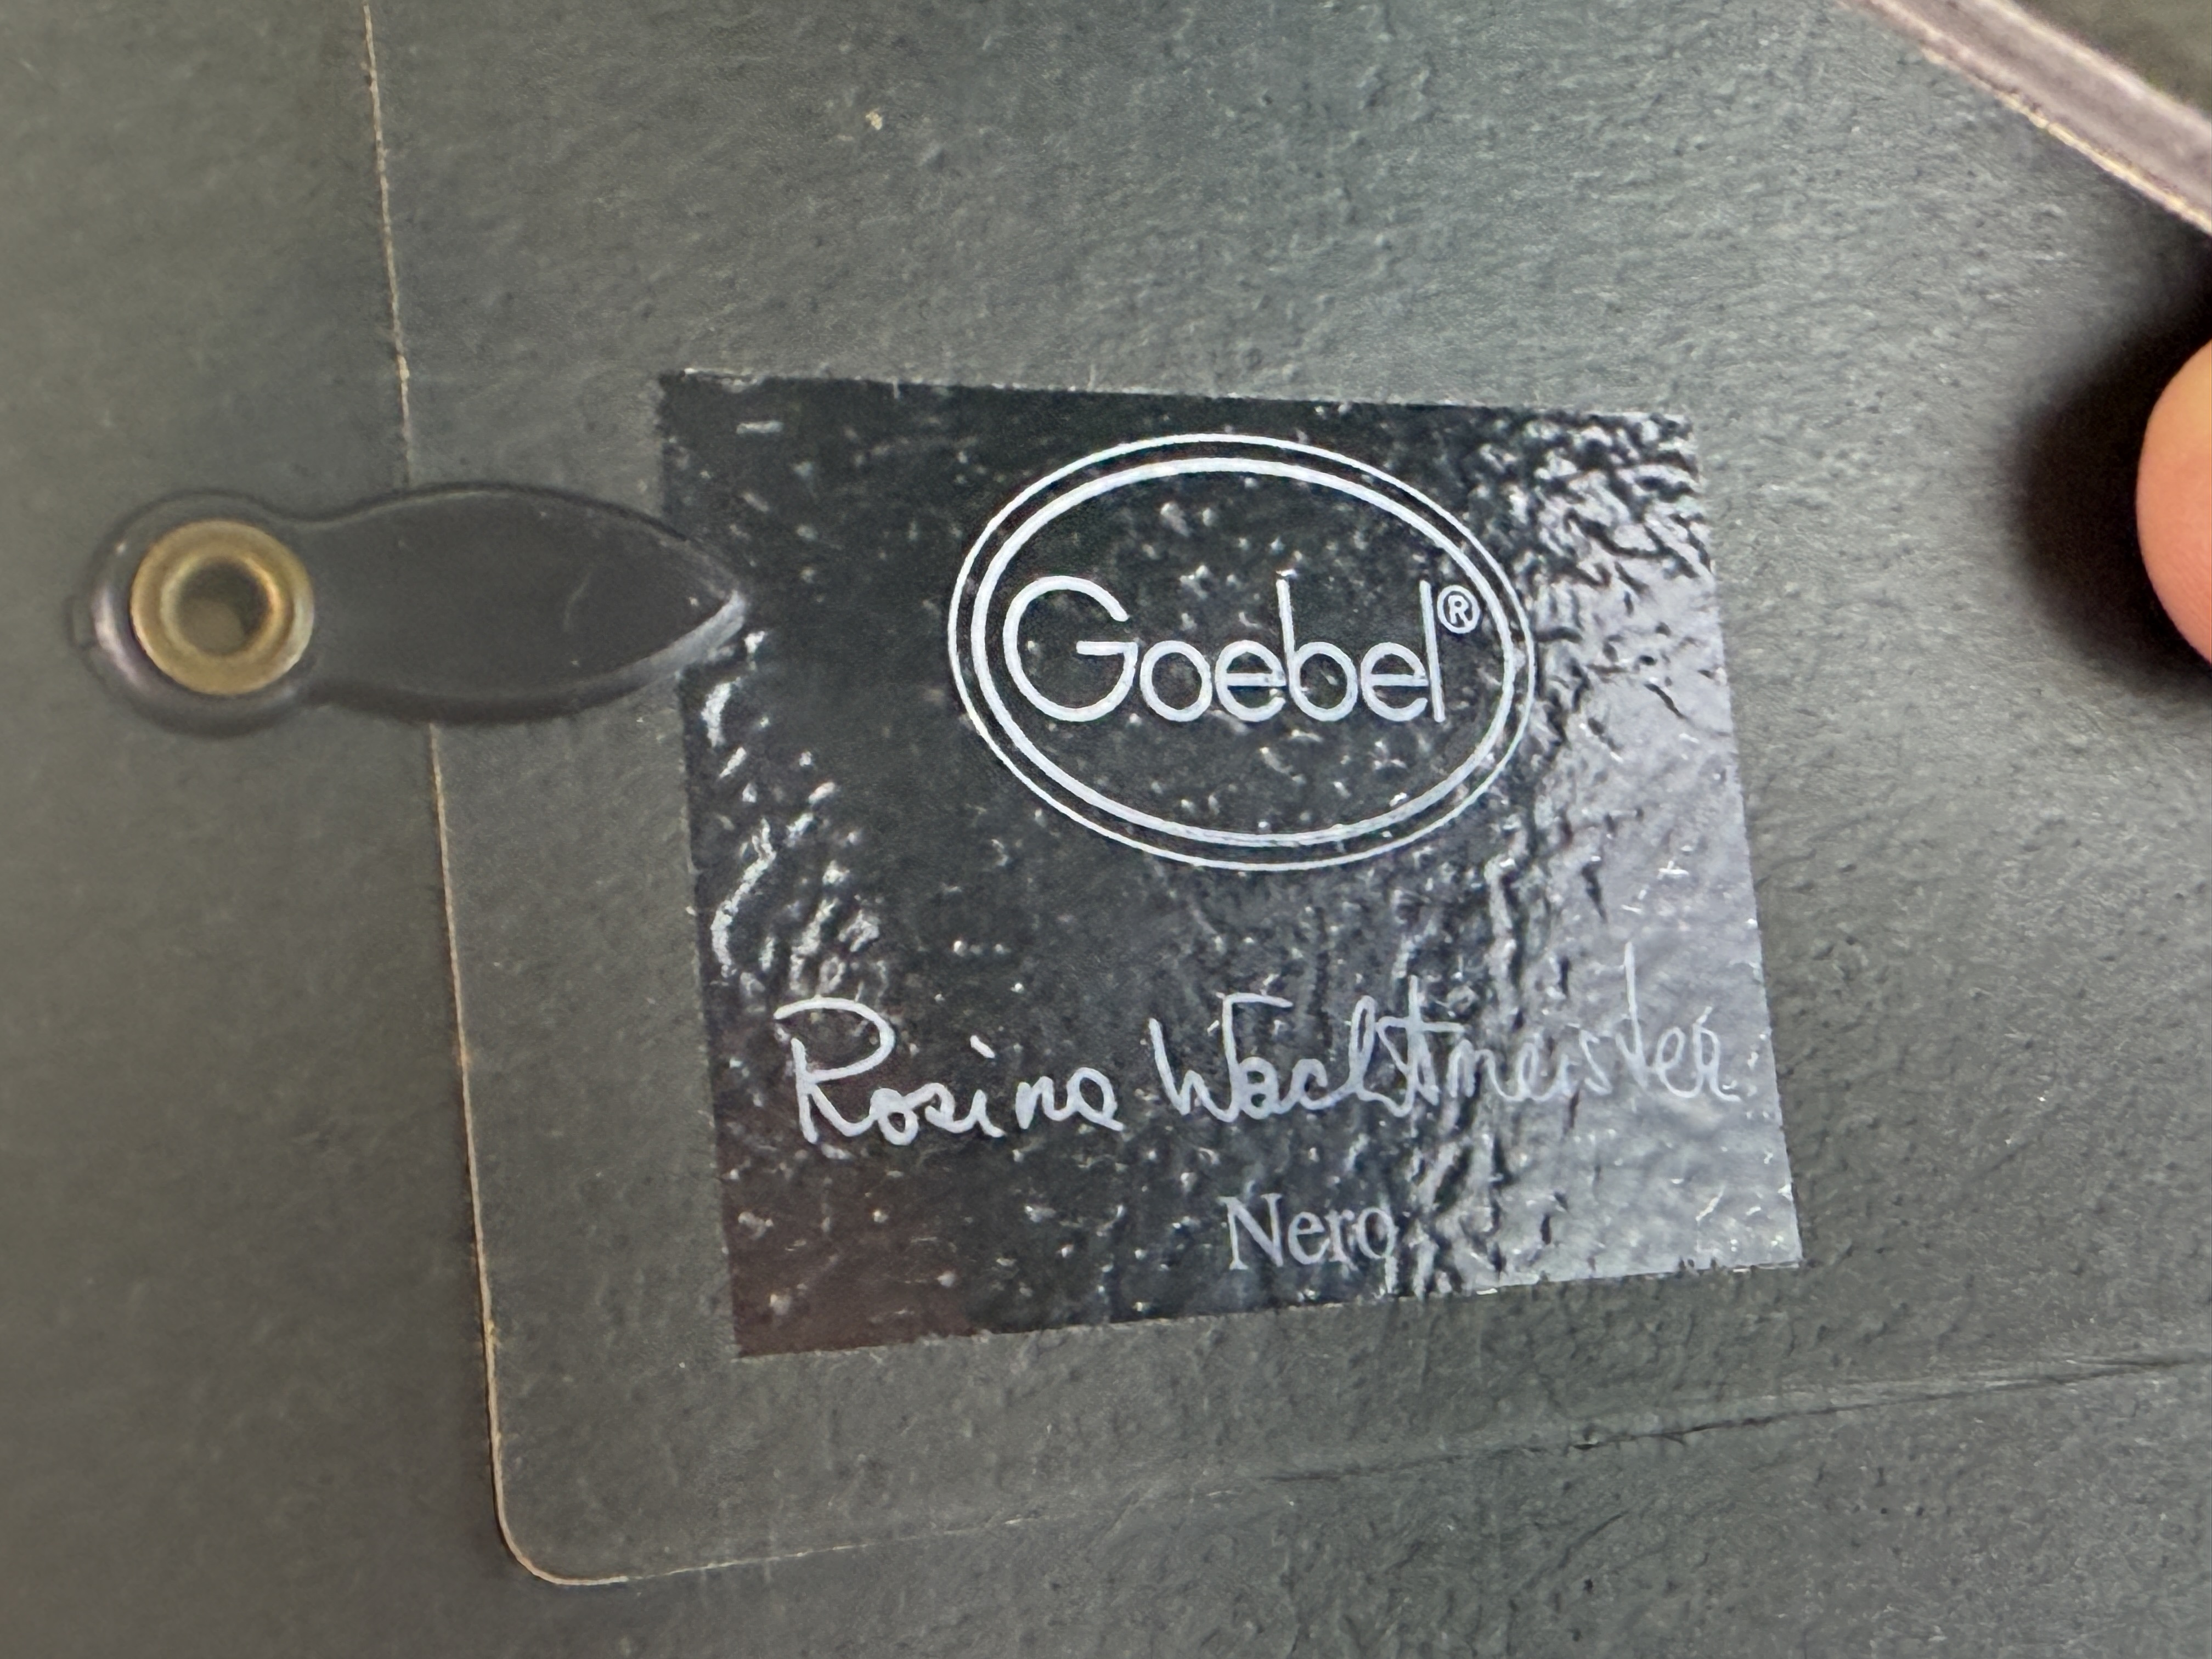 Goebel®
Rosina Wachtmeister
Nero